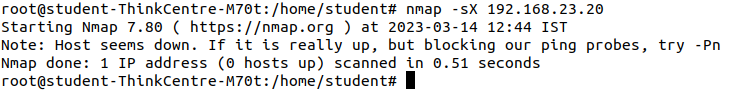 root@student-ThinkCentre-M70t:/home/student# nmap -sX 192.168.23.20
Starting Nmap 7.80 ( https://nmap.org ) at 2023-03-14 12:44 IST
Note: Host seems down. If it is really up, but blocking our ping probes, try -Pn
Nmap done: 1 IP address (0 hosts up) scanned in 0.51 seconds
root@student-ThinkCentre-M70t:/home/student#